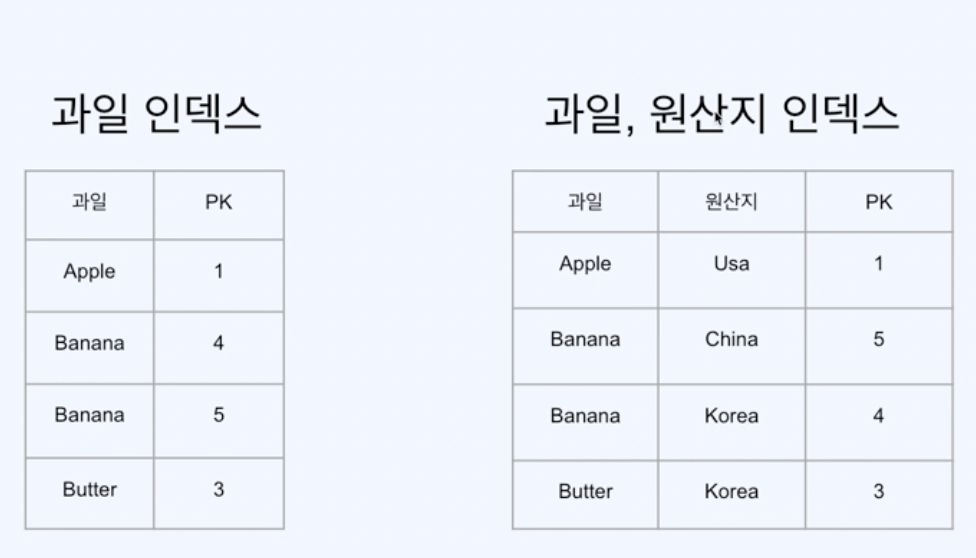 과일 인덱스
과일 PK
Apple 1
Banana 4
Banana 5
Butter 3
과일, 원산지 인덱스
과일 원산지 PK
Apple Usa 1
Banana China 5
Banana Korea 4
Butter Korea 3